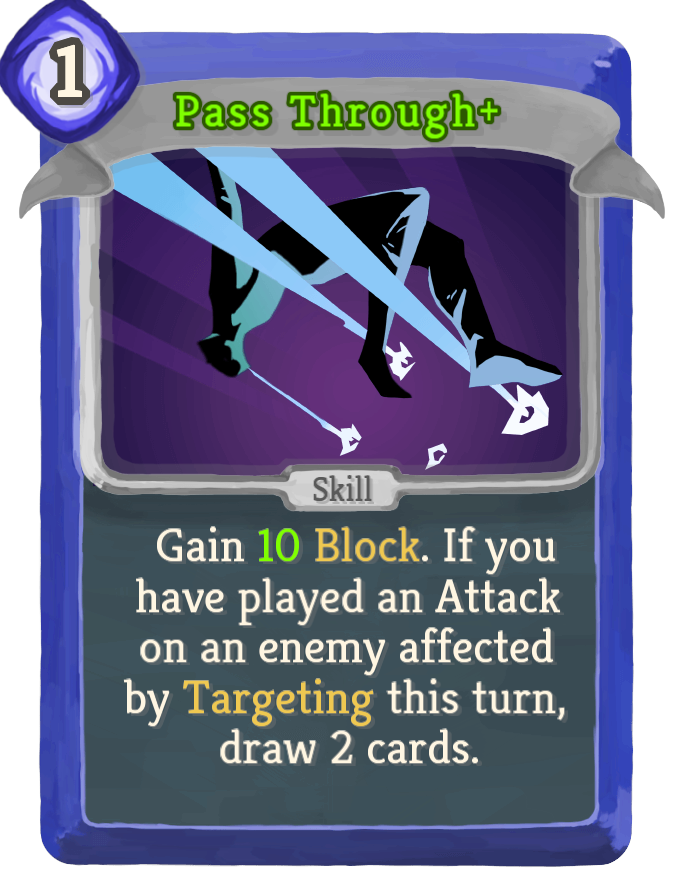 1
Pass Through+
Skill
Gain 10 Block. If you
have played an Attack
on an enemy affected
by Targeting this turn,
draw 2 cards.